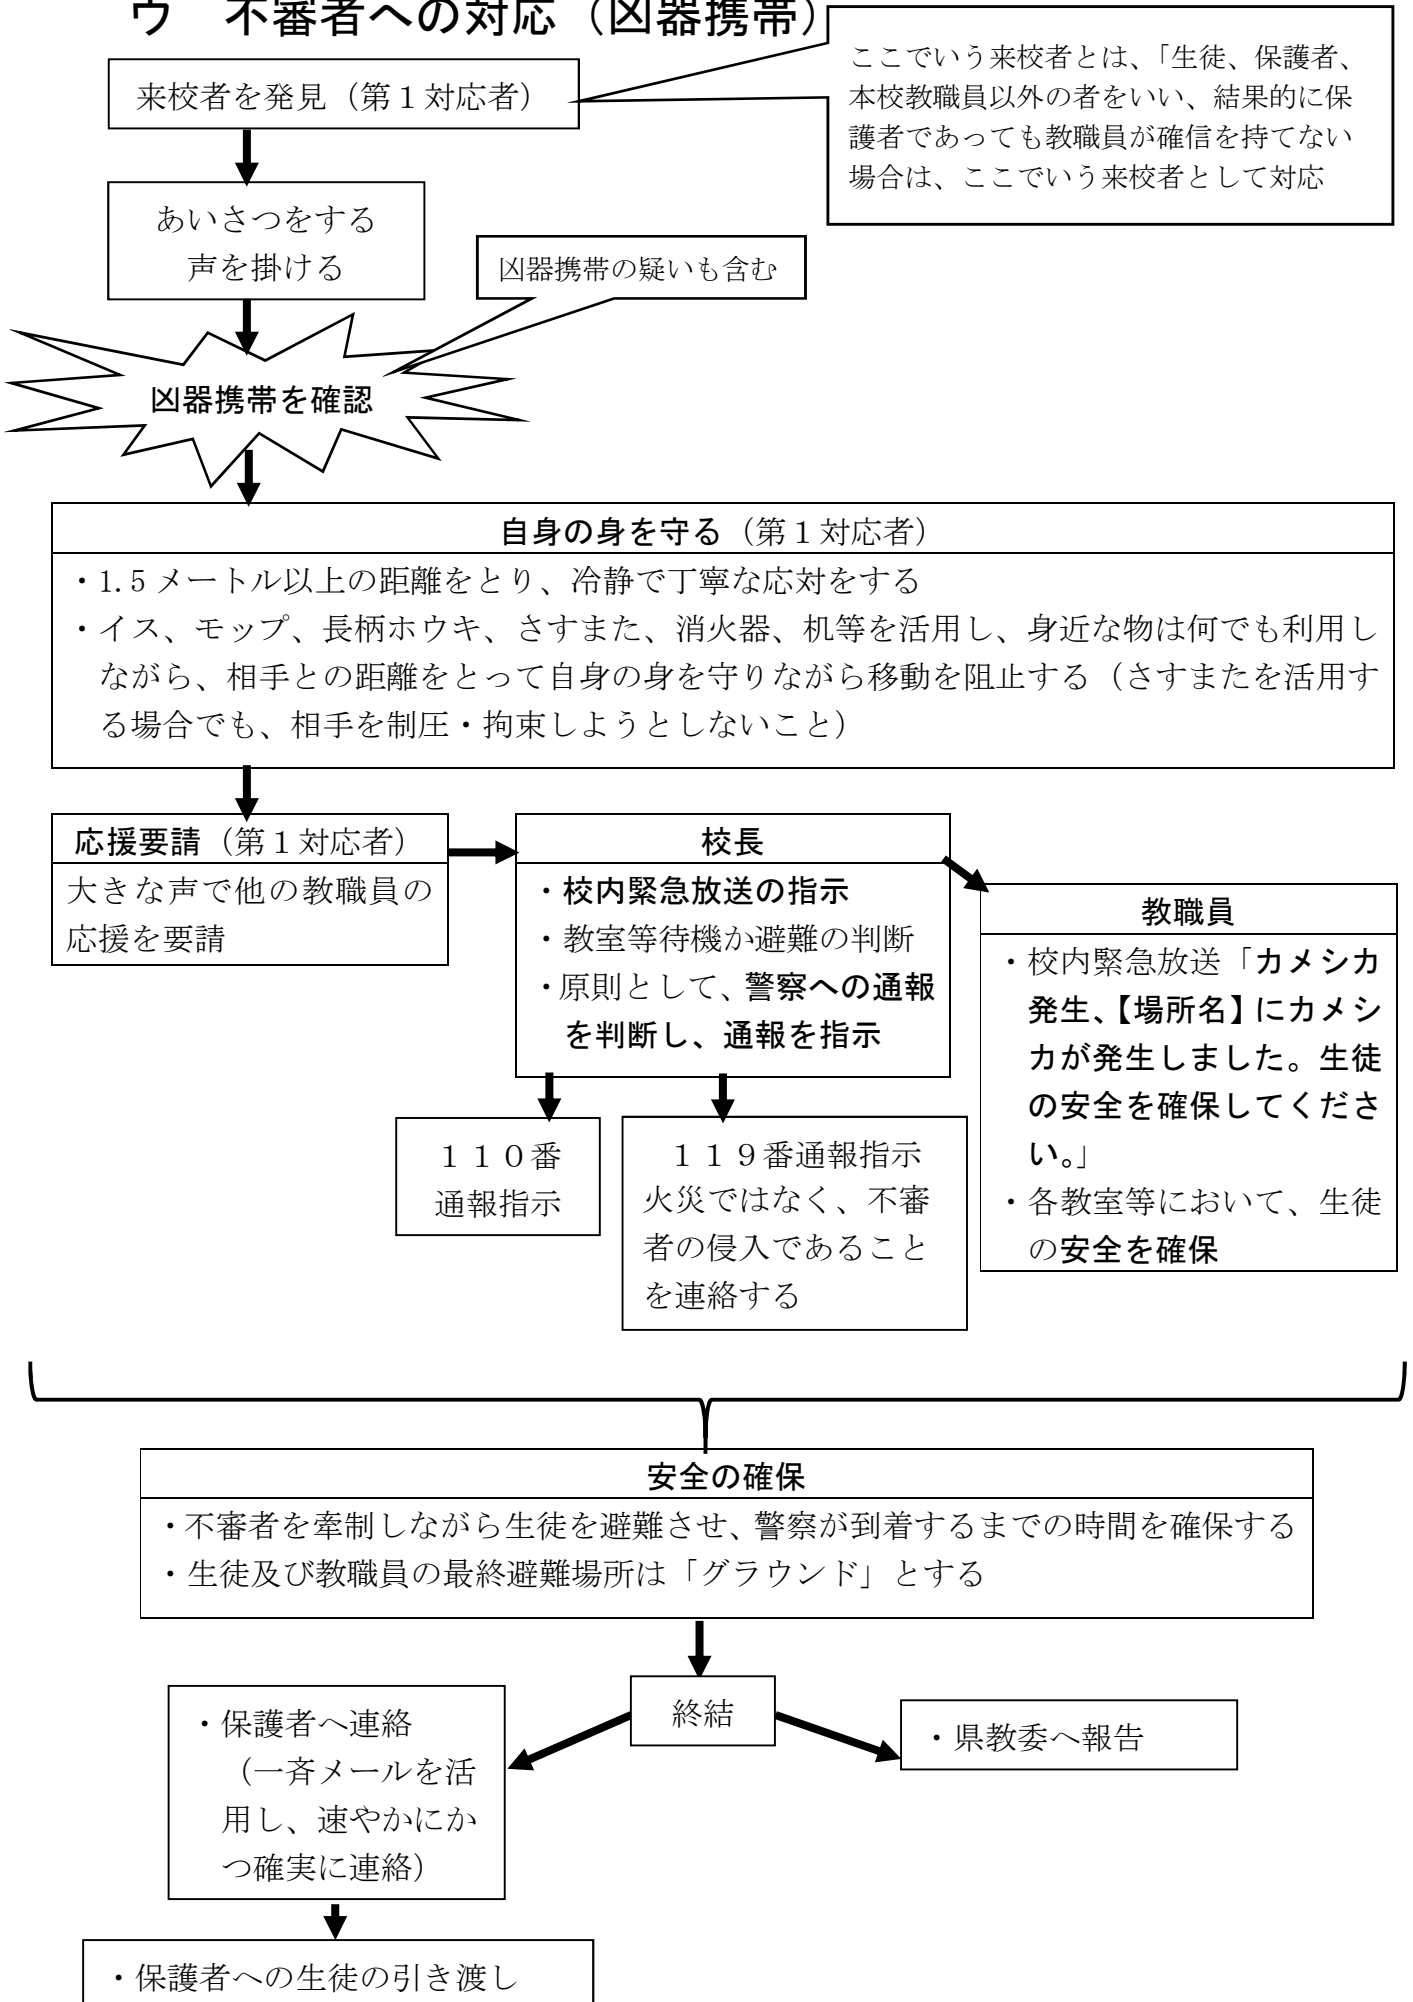 ウ　不審者への対応（凶器携帯）
ここでいう来校者とは、「生徒、保護者、
本校教職員以外の者をいい、結果的に保
護者であっても教職員が確信を持てない
場合は、ここでいう来校者として対応
来校者を発見（第１対応者）
あいさつをする
声を掛ける
凶器携帯の疑いも含む
凶器携帯を確認
自身の身を守る（第１対応者）
・1.5 メートル以上の距離をとり、冷静で丁寧な応対をする
・イス、モップ、長柄ホウキ、さすまた、消火器、机等を活用し、身近な物は何でも利用し
ながら、相手との距離をとって自身の身を守りながら移動を阻止する（さすまたを活用す
る場合でも、相手を制圧・拘束しようとしないこと）
応援要請（第１対応者）
大きな声で他の教職員の
応援を要請
校長
・校内緊急放送の指示
・教室等待機か避難の判断
・原則として、警察への通報
を判断し、通報を指示
教職員
・校内緊急放送「カメシカ
発生、【場所名】にカメシ
カが発生しました。生徒
の安全を確保してくださ
い。」
・各教室等において、生徒
の安全を確保
１１０番
通報指示
１１９番通報指示
火災ではなく、不審
者の侵入であること
を連絡する
安全の確保
・不審者を牽制しながら生徒を避難させ、警察が到着するまでの時間を確保する
・生徒及び教職員の最終避難場所は「グラウンド」とする
終結
・保護者へ連絡
（一斉メールを活
用し、速やかにか
つ確実に連絡）
・県教委へ報告
・保護者への生徒の引き渡し